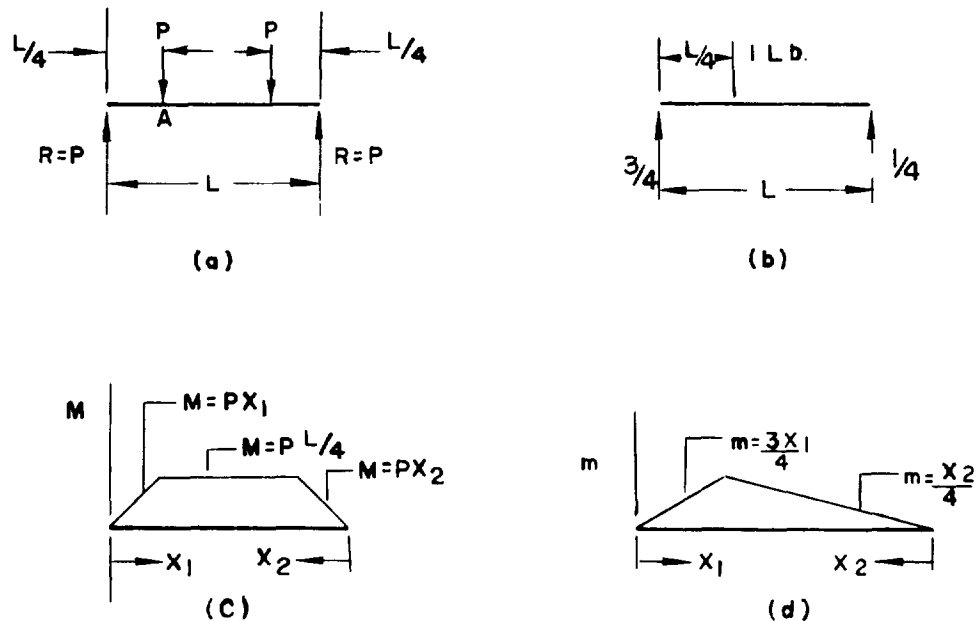 L/4
P
P
L/4
A
R=P
R=P
L
(a)
L/4
1 Lb.
3/4
1/4
L
(b)
M
M=PX1
M=P L/4
M=PX2
X1
X2
(C)
m
m=3X1/4
m=X2/4
X1
X2
(d)